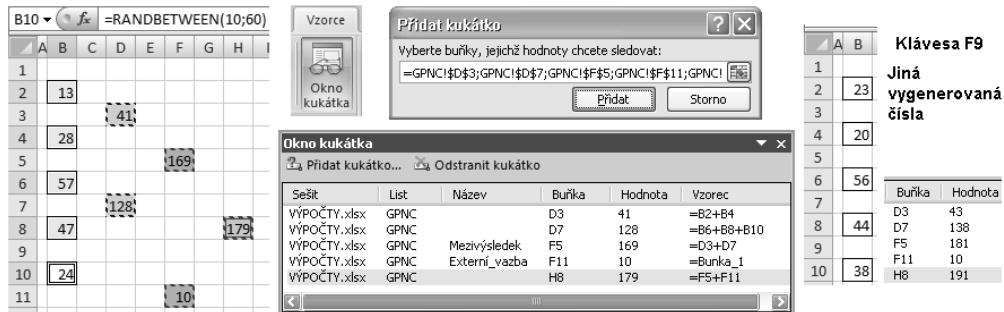 B10 fx =RANDBETWEEN(10;60)
A B C D E F G H I
1
2 13
3 41
4 28
5 169
6 57
7 128
8 47 179
9
10 24
11 10
Vzorce
Okno
kukátka
Přidat kukátko
Vyberte buňky, jejichž hodnoty chcete sledovat:
=GPNC!$D$3;GPNC!$D$7;GPNC!$F$5;GPNC!$F$11;GPNC!
Přidat Storno
Okno kukátka
Přidat kukátko... Odstranit kukátko
Sešit List Název Buňka Hodnota Vzorec
VÝPOČTY.xlsx GPNC D3 41 =B2+B4
VÝPOČTY.xlsx GPNC D7 128 =B6+B8+B10
VÝPOČTY.xlsx GPNC Mezivýsledek F5 169 =D3+D7
VÝPOČTY.xlsx GPNC Externí_vazba F11 10 =Bunka_1
VÝPOČTY.xlsx GPNC H8 179 =F5+F11
A B
1
2 23
3
4 20
5
6 56
7
8 44
9
10 38
Klávesa F9
Jiná
vygenerovaná
čísla
Buňka Hodnota
D3 43
D7 138
F5 181
F11 10
H8 191